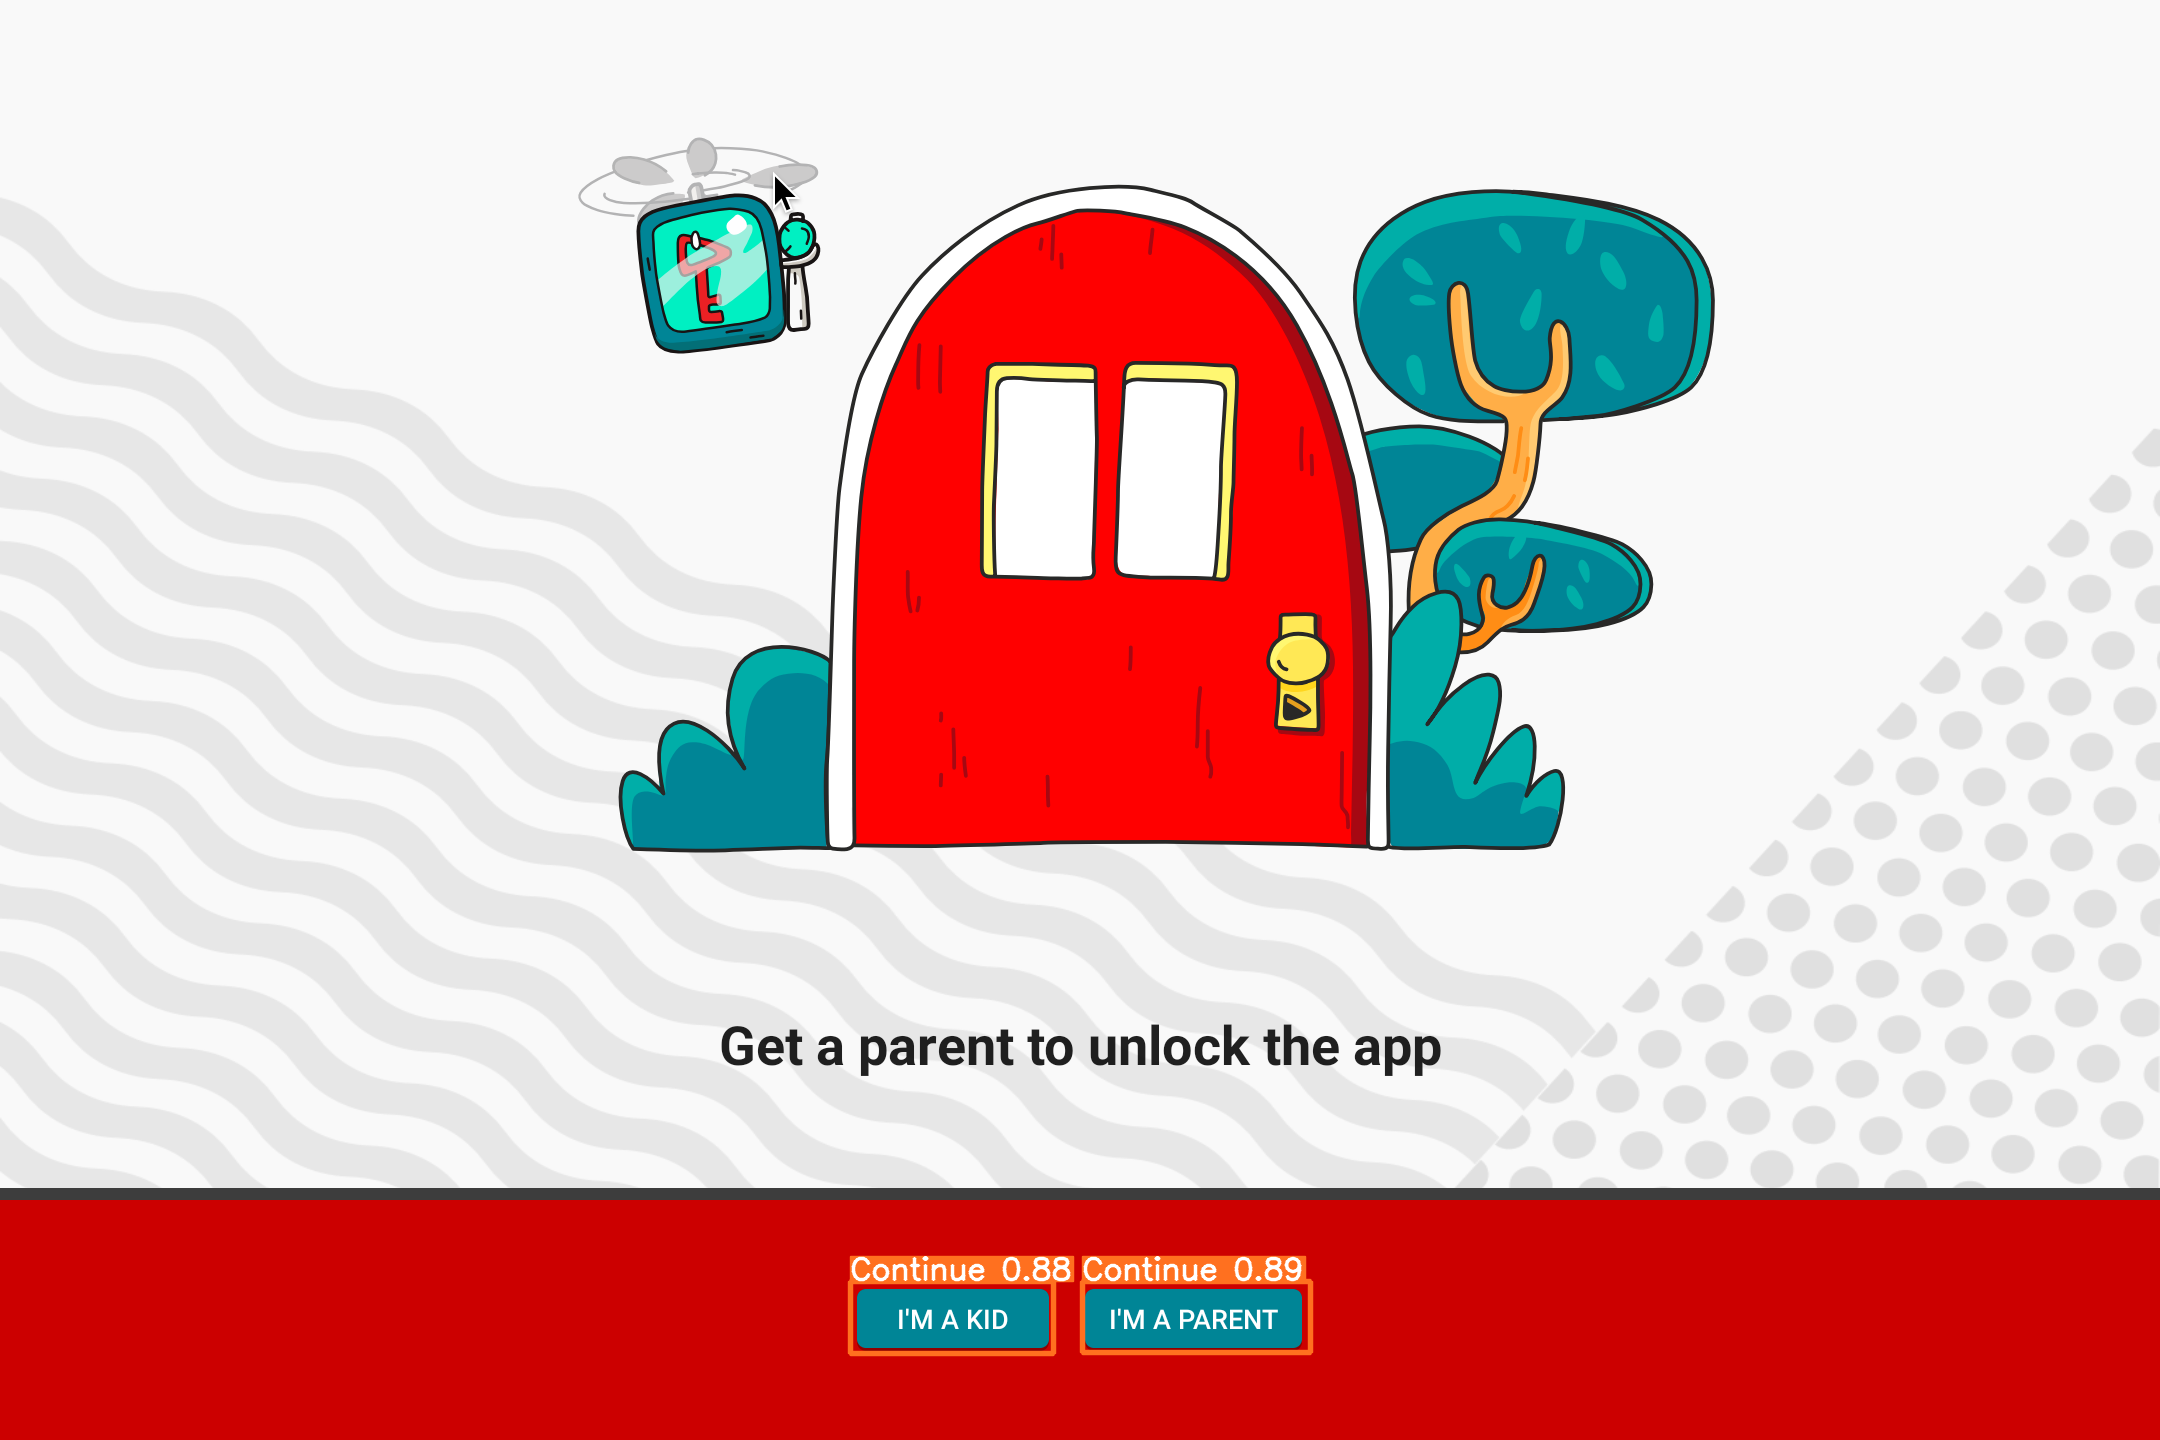 Get a parent to unlock the app
Continue 0.88 Continue 0.89
I'M A KID I'M A PARENT